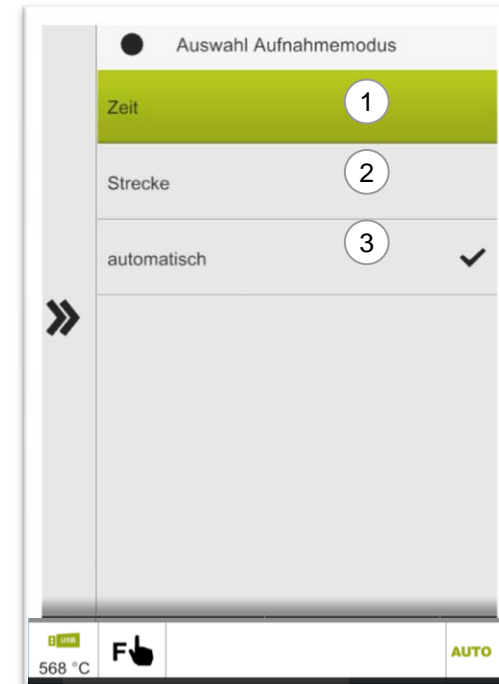 Auswahl Aufnahmemodus
Zeit
1
Strecke
2
automatisch
3
USB
568 °C
F
AUTO